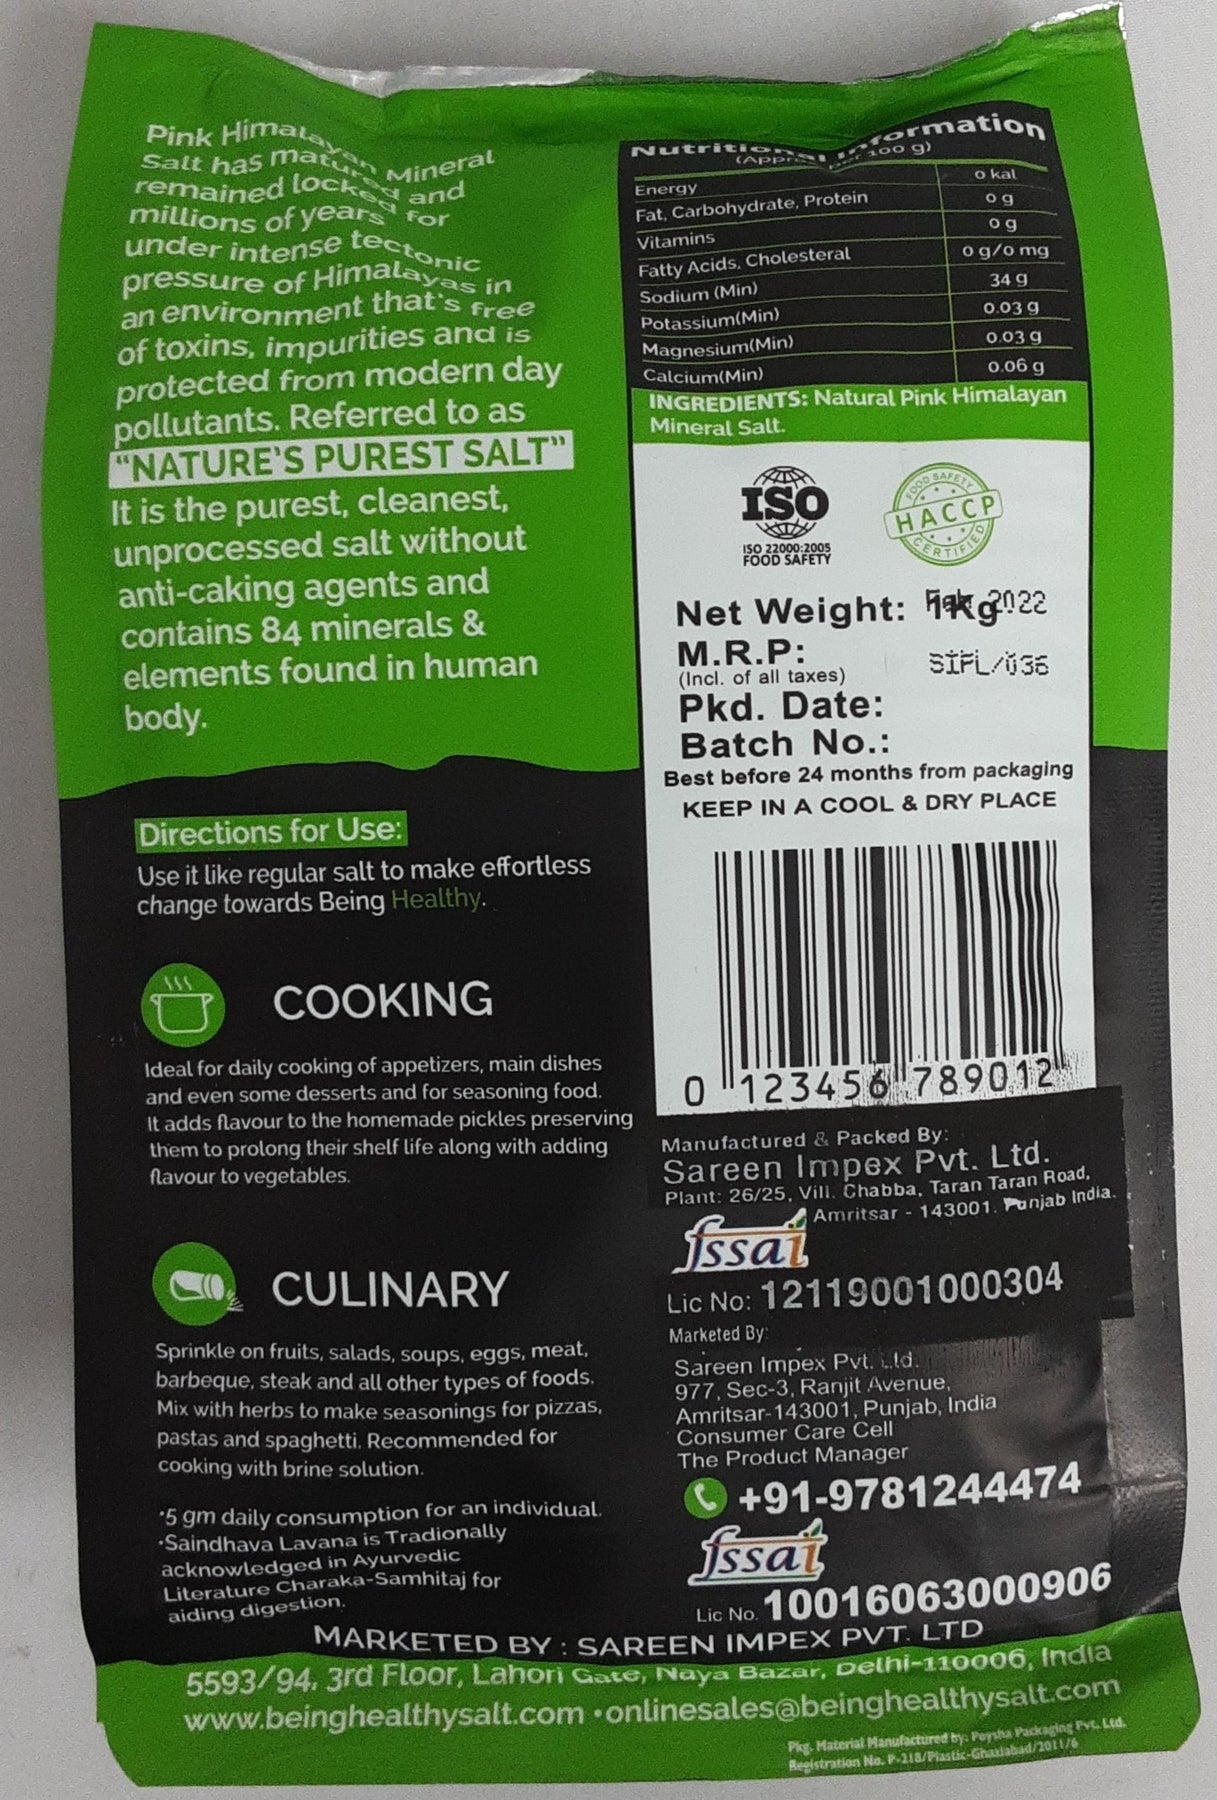 Pink Himalayan Mineral
Salt has matured and
remained locked for
millions of years
under intense tectonic
pressure of Himalayas in
an environment that's free
of toxins, impurities and is
protected from modern day
pollutants. Referred to as
"NATURE'S PUREST SALT"
It is the purest, cleanest,
unprocessed salt without
anti-caking agents and
contains 84 minerals &
elements found in human
body.
Directions for Use:
Use it like regular salt to make effortless
change towards Being Healthy.
COOKING
Ideal for daily cooking of appetizers, main dishes
and even some desserts and for seasoning food.
It adds flavour to the homemade pickles preserving
them to prolong their shelf life along with adding
flavour to vegetables.
CULINARY
Sprinkle on fruits, salads, soups, eggs, meat,
barbeque, steak and all other types of foods.
Mix with herbs to make seasonings for pizzas,
pastas and spaghetti. Recommended for
cooking with brine solution.
•5 gm daily consumption for an individual.
•Saindhava Lavana is Tradionally
acknowledged in Ayurvedic
Literature Charaka-Samhitaj for
aiding digestion.
Nutritional Information
per 100 g)
Energy 0 kal
Fat, Carbohydrate, Protein 0 g
Vitamins 0 g
Fatty Acids, Cholesteral 0 g/0 mg
Sodium (Min) 34 g
Potassium(Min) 0.03 g
Magnesium(Min) 0.03 g
Calcium(Min) 0.06 g
INGREDIENTS: Natural Pink Himalayan
Mineral Salt.
ISO
ISO 22000:2005
FOOD SAFETY
FOOD SAFETY
HACCP
CERTIFIED
Net Weight: 1Kg 2022
M.R.P:
(Incl. of all taxes) SIPL/036
Pkd. Date:
Batch No.:
Best before 24 months from packaging
KEEP IN A COOL & DRY PLACE
0 123456 789012
Manufactured & Packed By:
Sareen Impex Pvt. Ltd.
Plant: 26/25, Vill. Chabba, Taran Taran Road,
Amritsar - 143001. Punjab India.
fssai
Lic No: 12119001000304
Marketed By:
Sareen Impex Pvt. Ltd.
977, Sec-3, Ranjit Avenue,
Amritsar-143001, Punjab, India
Consumer Care Cell
The Product Manager
+91-9781244474
fssai
Lic No. 10016063000906
MARKETED BY : SAREEN IMPEX PVT. LTD
5593/94, 3rd Floor, Lahori Gate, Naya Bazar, Delhi-110006, India
www.beinghealthysalt.com •onlinesales@beinghealthysalt.com
Pkg. Material Manufactured by: Poysha Packaging Pvt. Ltd.
Registration No. P-218/Plastic-Ghaziabad/2011/6